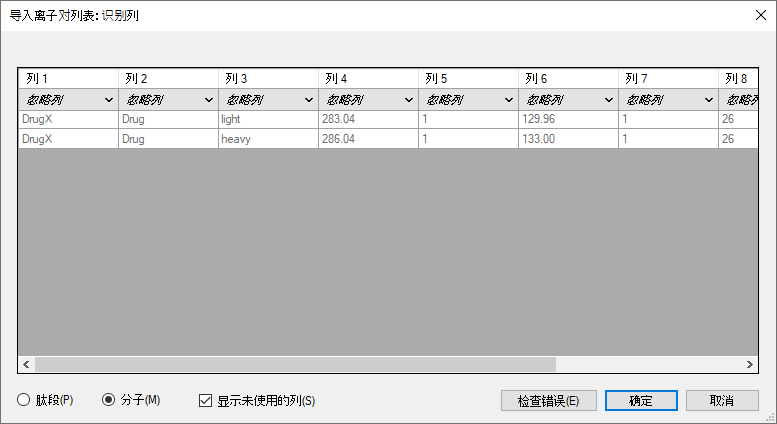 导入离子对列表: 识别列
列 1 列 2 列 3 列 4 列 5 列 6 列 7 列 8
忽略列 忽略列 忽略列 忽略列 忽略列 忽略列 忽略列 忽略列
DrugX Drug light 283.04 1 129.96 1 26
DrugX Drug heavy 286.04 1 133.00 1 26
肽段(P) 分子(M) 显示未使用的列(S) 检查错误(E) 确定 取消